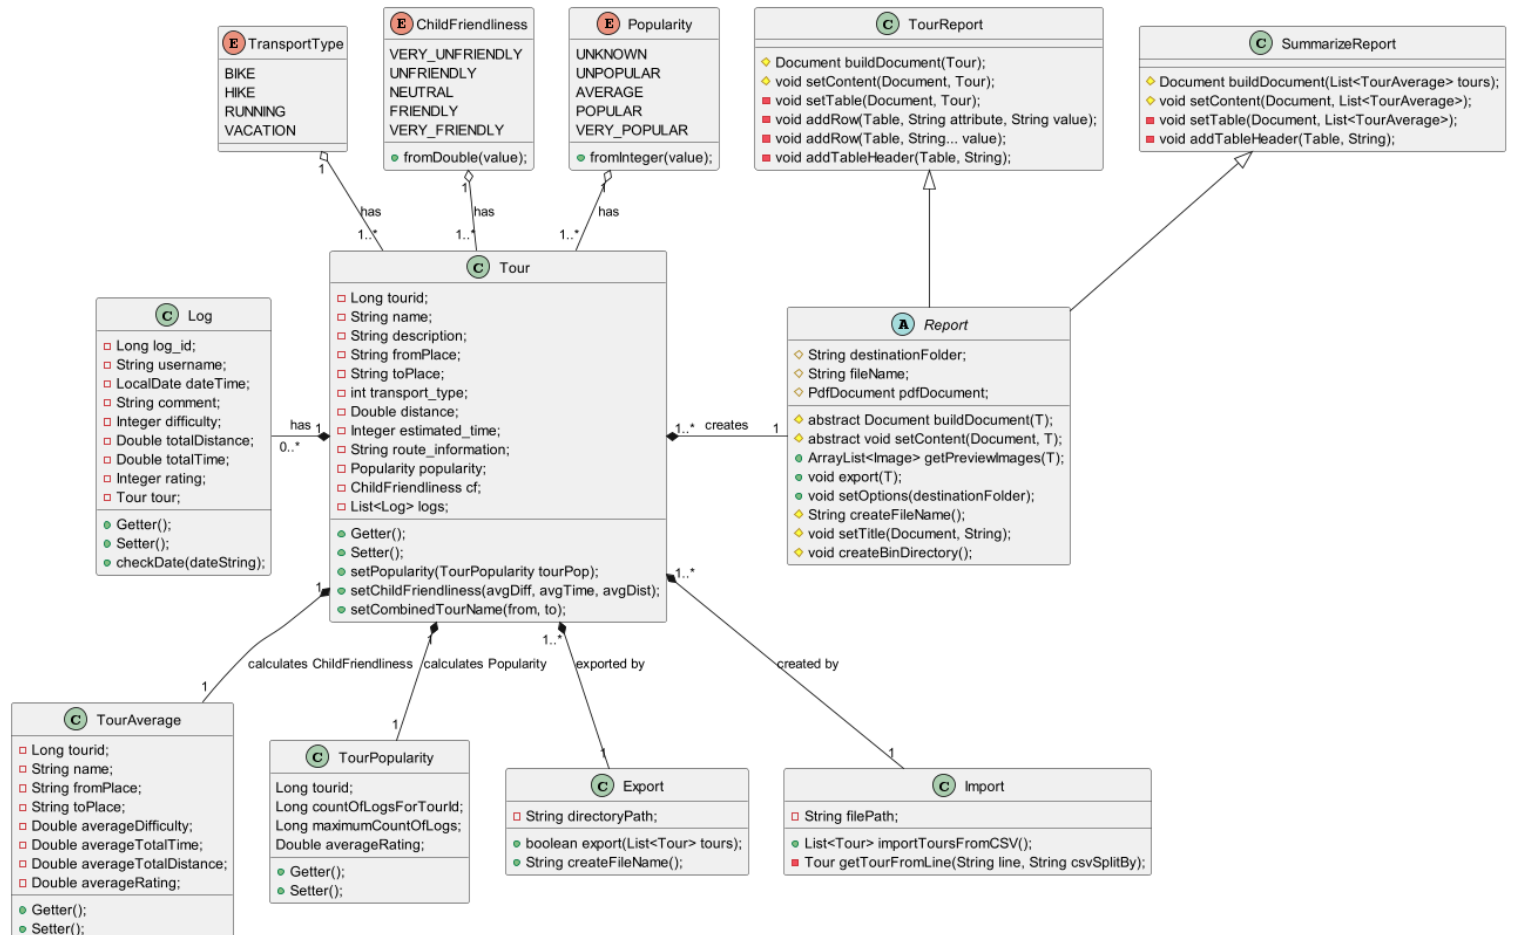 E TransportType
BIKE
HIKE
RUNNING
VACATION
E ChildFriendliness
VERY_UNFRIENDLY
UNFRIENDLY
NEUTRAL
FRIENDLY
VERY_FRIENDLY
fromDouble(value);
E Popularity
UNKNOWN
UNPOPULAR
AVERAGE
POPULAR
VERY_POPULAR
fromInteger(value);
C TourReport
Document buildDocument(Tour);
void setContent(Document, Tour);
void setTable(Document, Tour);
void addRow(Table, String attribute, String value);
void addRow(Table, String... value);
void addTableHeader(Table, String);
C SummarizeReport
Document buildDocument(List<TourAverage> tours);
void setContent(Document, List<TourAverage>);
void setTable(Document, List<TourAverage>);
void addTableHeader(Table, String);
1
has
1..*
1
has
1..*
1
has
1..*
C Log
Long log_id;
String username;
LocalDate dateTime;
String comment;
Integer difficulty;
Double totalDistance;
Double totalTime;
Integer rating;
Tour tour;
Getter();
Setter();
checkDate(dateString);
has 1
0..*
C Tour
Long tourid;
String name;
String description;
String fromPlace;
String toPlace;
int transport_type;
Double distance;
Integer estimated_time;
String route_information;
Popularity popularity;
ChildFriendliness cf;
List<Log> logs;
Getter();
Setter();
setPopularity(TourPopularity tourPop);
setChildFriendliness(avgDiff, avgTime, avgDist);
setCombinedTourName(from, to);
1..* creates 1
A Report
String destinationFolder;
String fileName;
PdfDocument pdfDocument;
abstract Document buildDocument(T);
abstract void setContent(Document, T);
ArrayList<Image> getPreviewImages(T);
void export(T);
void setOptions(destinationFolder);
String createFileName();
void setTitle(Document, String);
void createBinDirectory();
1
calculates ChildFriendliness
1
1
calculates Popularity
1
1..*
exported by
1
1..*
created by
1
C TourAverage
Long tourid;
String name;
String fromPlace;
String toPlace;
Double averageDifficulty;
Double averageTotalTime;
Double averageTotalDistance;
Double averageRating;
Getter();
Setter();
C TourPopularity
Long tourid;
Long countOfLogsForTourId;
Long maximumCountOfLogs;
Double averageRating;
Getter();
Setter();
C Export
String directoryPath;
boolean export(List<Tour> tours);
String createFileName();
C Import
String filePath;
List<Tour> importToursFromCSV();
Tour getTourFromLine(String line, String csvSplitBy);